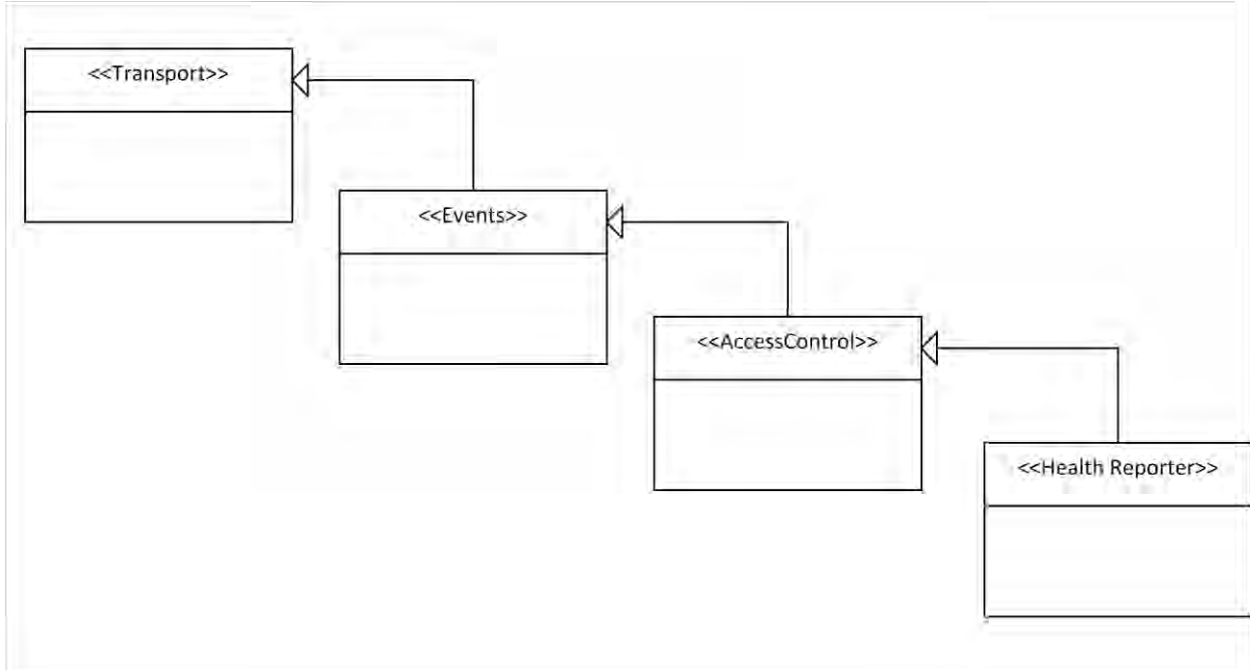 <<Transport>>
<<Events>>
<<AccessControl>>
<<Health Reporter>>